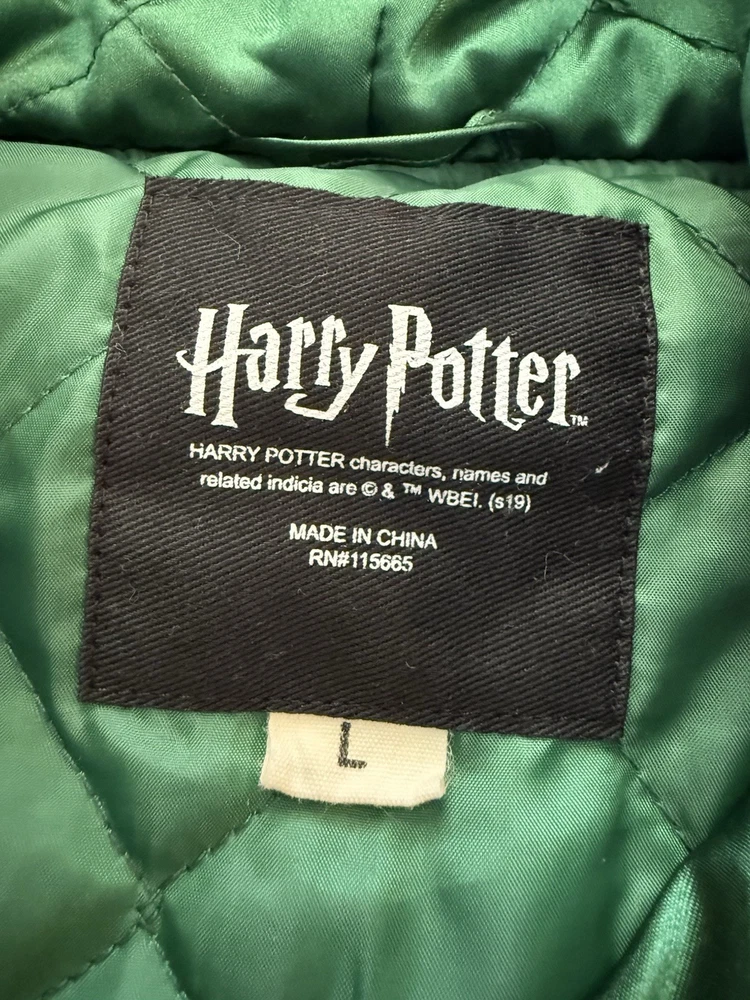 Harry Potter™
HARRY POTTER characters, names and
related indicia are © & ™ WBEI. (s19)
MADE IN CHINA
RN#115665
L